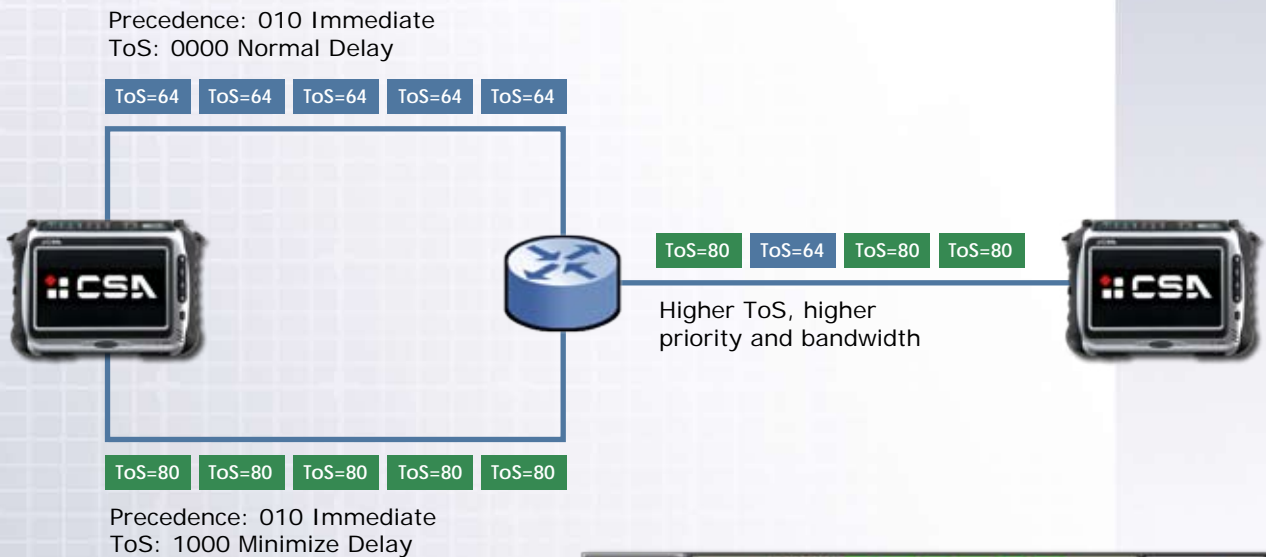 Precedence: 010 Immediate
ToS: 0000 Normal Delay
ToS=64 ToS=64 ToS=64 ToS=64 ToS=64
CSA
ToS=80 ToS=64 ToS=80 ToS=80
Higher ToS, higher
priority and bandwidth
CSA
ToS=80 ToS=80 ToS=80 ToS=80 ToS=80
Precedence: 010 Immediate
ToS: 1000 Minimize Delay